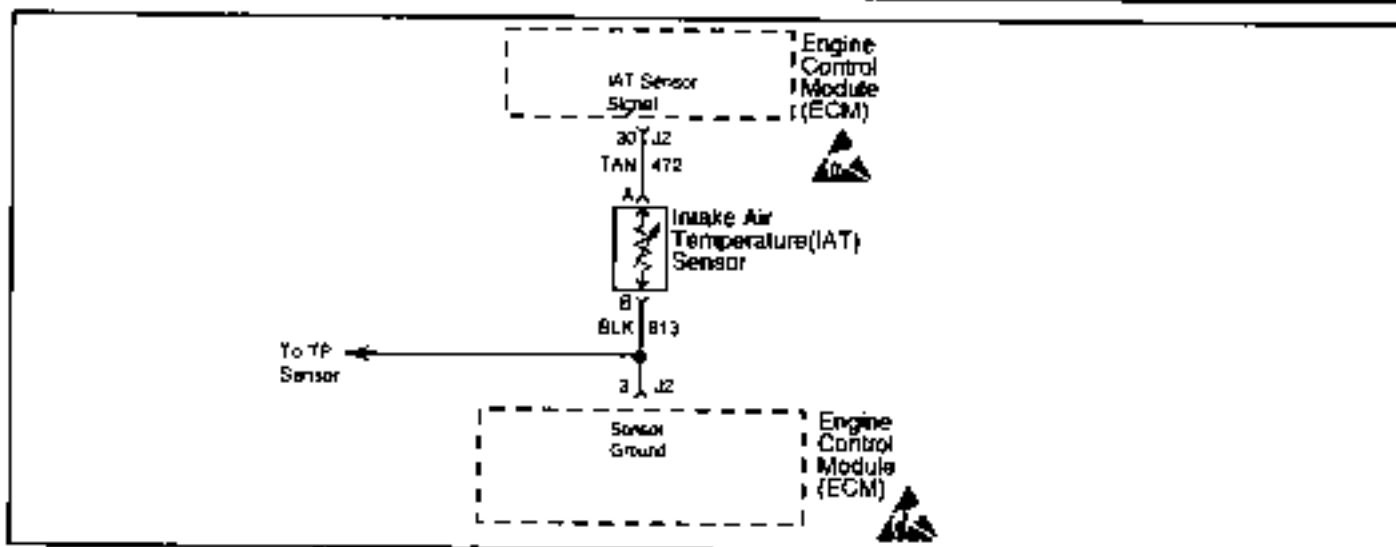 Engine
Control
Module
(ECM)
IAT Sensor
Signal
30 J2
TAN 472
A
Intake Air
Temperature(IAT)
Sensor
B
BLK 813
To TP
Sensor
3 J2
Sensor
Ground
Engine
Control
Module
(ECM)